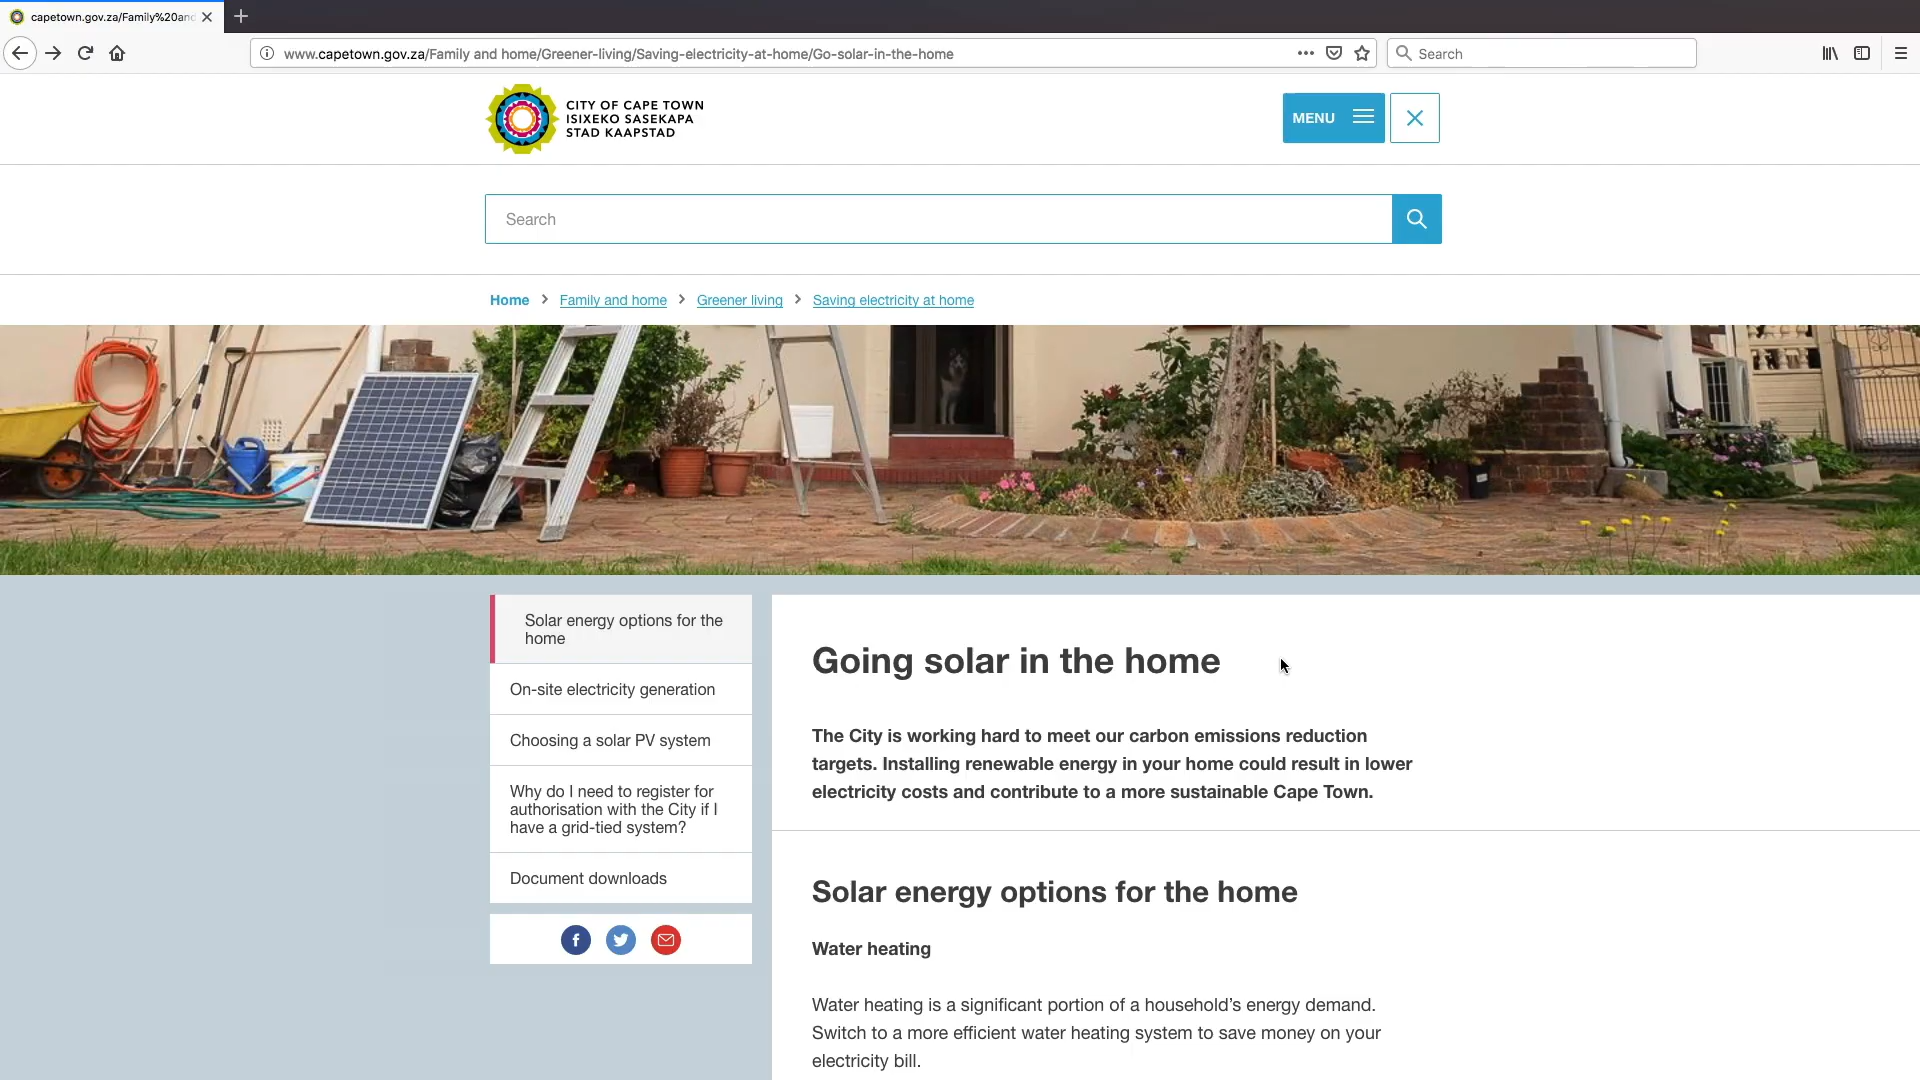 capetown.gov.za/Family%20and
www.capetown.gov.za/Family and home/Greener-living/Saving-electricity-at-home/Go-solar-in-the-home
Search
CITY OF CAPE TOWN
ISIXEKO SASEKAPA
STAD KAAPSTAD
MENU
Search
Home > Family and home > Greener living > Saving electricity at home
Solar energy options for the
home
On-site electricity generation
Choosing a solar PV system
Why do I need to register for
authorisation with the City if I
have a grid-tied system?
Document downloads
Going solar in the home
The City is working hard to meet our carbon emissions reduction
targets. Installing renewable energy in your home could result in lower
electricity costs and contribute to a more sustainable Cape Town.
Solar energy options for the home
Water heating
Water heating is a significant portion of a household’s energy demand.
Switch to a more efficient water heating system to save money on your
electricity bill.